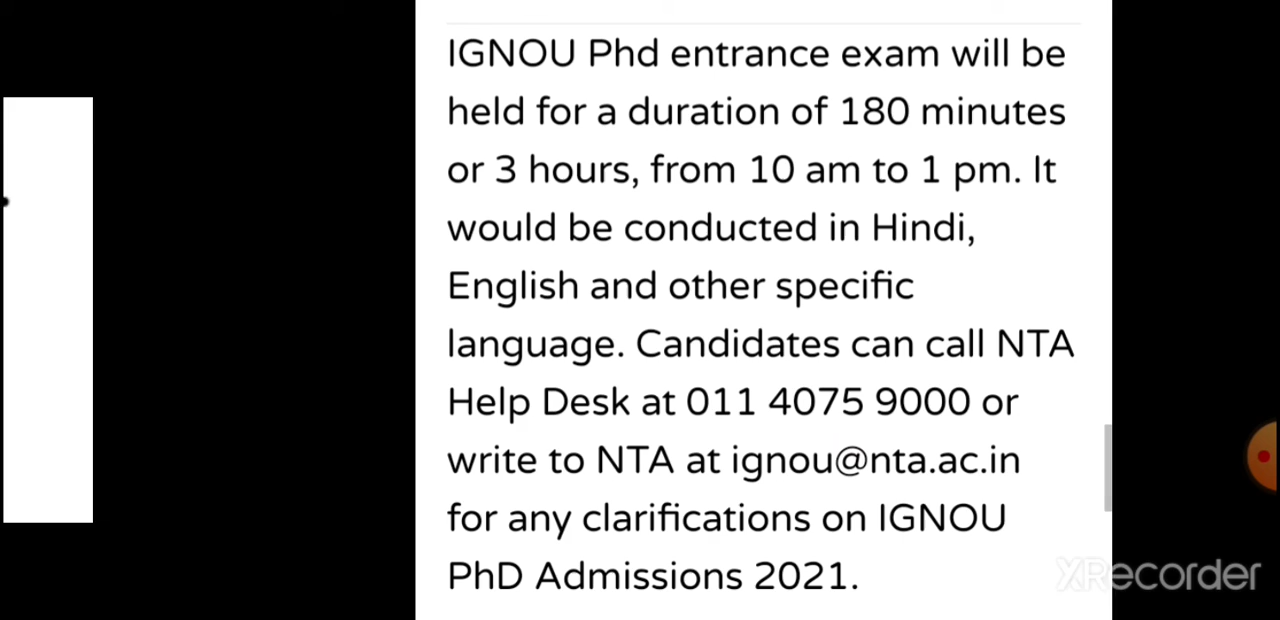 IGNOU Phd entrance exam will be
held for a duration of 180 minutes
or 3 hours, from 10 am to 1 pm. It
would be conducted in Hindi,
English and other specific
language. Candidates can call NTA
Help Desk at 011 4075 9000 or
write to NTA at ignou@nta.ac.in
for any clarifications on IGNOU
PhD Admissions 2021.
XRecorder